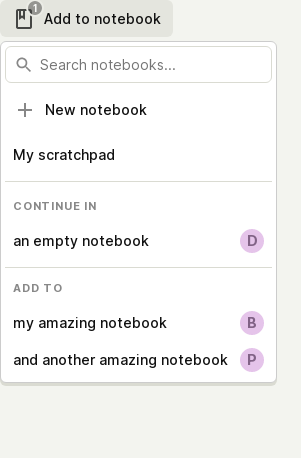 1
Add to notebook
Search notebooks...
New notebook
My scratchpad
CONTINUE IN
an empty notebook D
ADD TO
my amazing notebook B
and another amazing notebook P